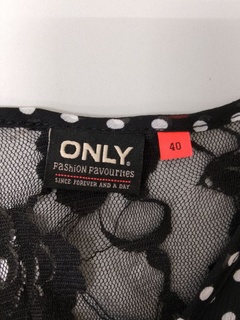 ONLY®
Fashion Favourites
SINCE FOREVER AND A DAY
40